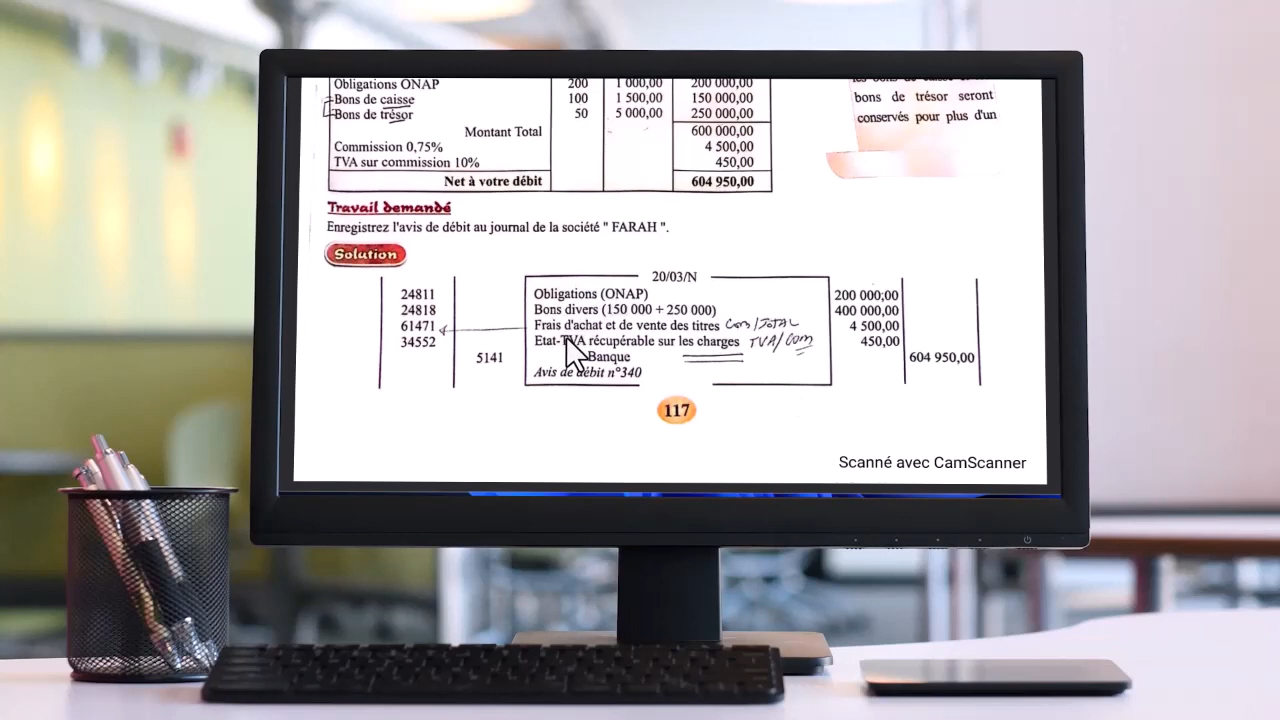 Obligations ONAP 200 1 000,00 200 000,00
Bons de caisse 100 1 500,00 150 000,00
Bons de trésor 50 5 000,00 250 000,00
Montant Total 600 000,00
Commission 0,75% 4 500,00
TVA sur commission 10% 450,00
Net à votre débit 604 950,00
bons de trésor seront
conservés pour plus d'un
Travail demandé
Enregistrez l'avis de débit au journal de la société " FARAH ".
Solution
20/03/N
24811 Obligations (ONAP) 200 000,00
24818 Bons divers (150 000 + 250 000) 400 000,00
61471 Frais d'achat et de vente des titres Com/TOTAL 4 500,00
34552 Etat-TVA récupérable sur les charges TVA/Com 450,00
5141 Banque 604 950,00
Avis de débit n°340
117
Scanné avec CamScanner